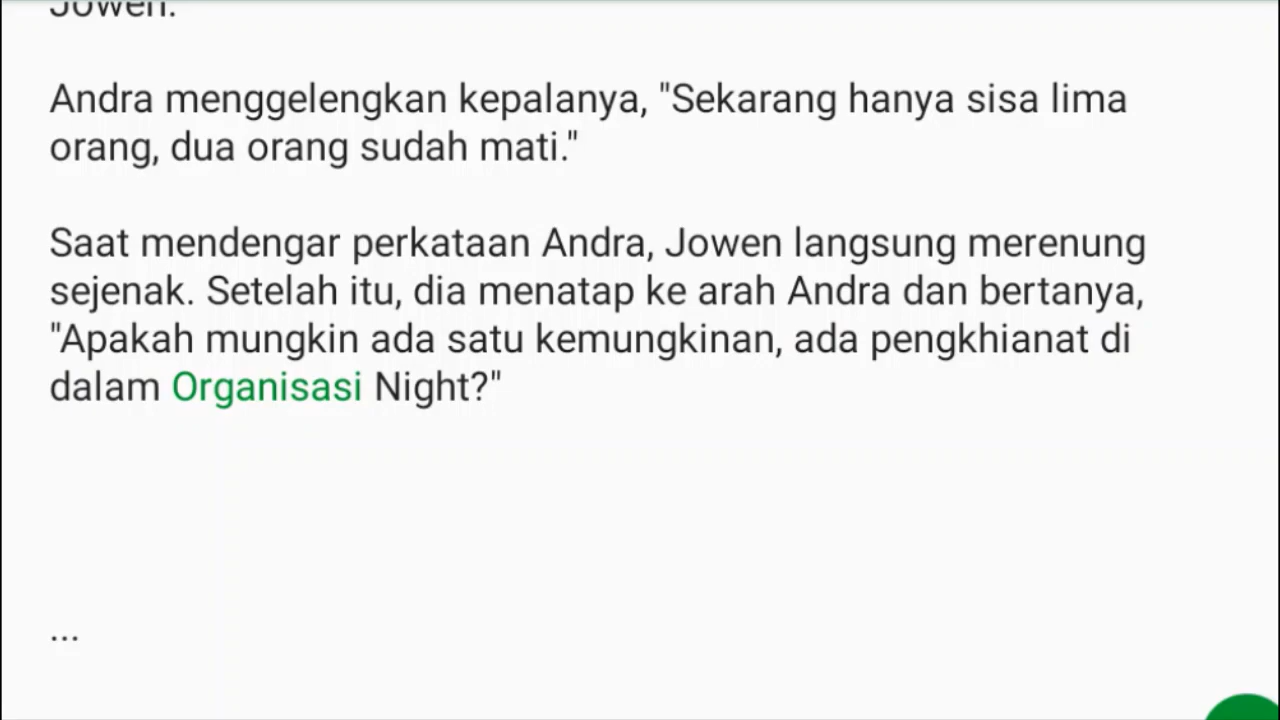 Jowen.
Andra menggelengkan kepalanya, "Sekarang hanya sisa lima
orang, dua orang sudah mati."
Saat mendengar perkataan Andra, Jowen langsung merenung
sejenak. Setelah itu, dia menatap ke arah Andra dan bertanya,
"Apakah mungkin ada satu kemungkinan, ada pengkhianat di
dalam Organisasi Night?"
...